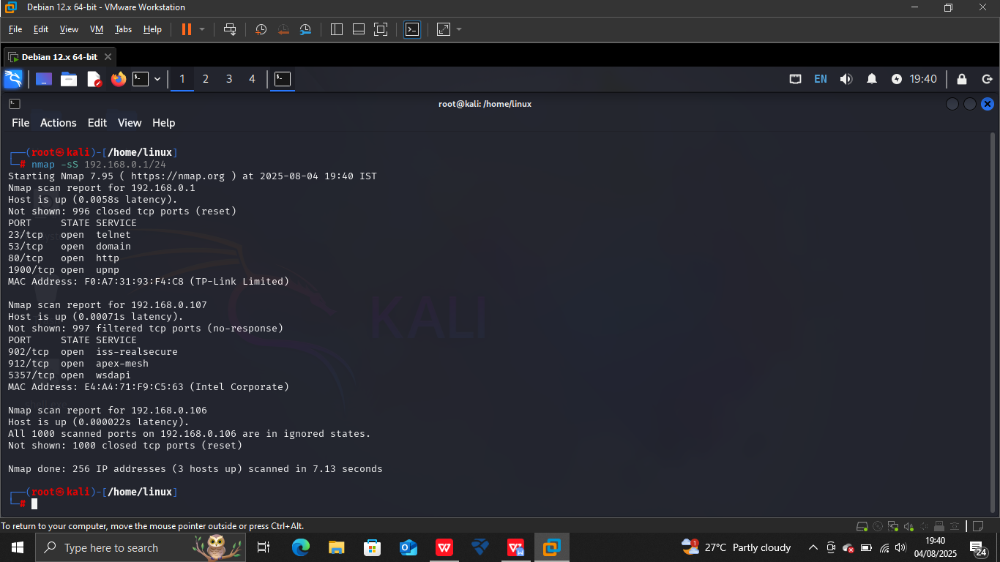 Debian 12.x 64-bit - VMware Workstation
File Edit View VM Tabs Help
Debian 12.x 64-bit
1 2 3 4 EN 19:40
root@kali: /home/linux
File Actions Edit View Help
┌──(root㉿kali)-[/home/linux]
└─# nmap -sS 192.168.0.1/24
Starting Nmap 7.95 ( https://nmap.org ) at 2025-08-04 19:40 IST
Nmap scan report for 192.168.0.1
Host is up (0.0058s latency).
Not shown: 996 closed tcp ports (reset)
PORT     STATE SERVICE
23/tcp   open  telnet
53/tcp   open  domain
80/tcp   open  http
1900/tcp open  upnp
MAC Address: F0:A7:31:93:F4:C8 (TP-Link Limited)
Nmap scan report for 192.168.0.107
Host is up (0.00071s latency).
Not shown: 997 filtered tcp ports (no-response)
PORT     STATE SERVICE
902/tcp  open  iss-realsecure
912/tcp  open  apex-mesh
5357/tcp open  wsdapi
MAC Address: E4:A4:71:F9:C5:63 (Intel Corporate)
KALI
Nmap scan report for 192.168.0.106
Host is up (0.000022s latency).
All 1000 scanned ports on 192.168.0.106 are in ignored states.
Not shown: 1000 closed tcp ports (reset)
Nmap done: 256 IP addresses (3 hosts up) scanned in 7.13 seconds
┌──(root㉿kali)-[/home/linux]
└─#
To return to your computer, move the mouse pointer outside or press Ctrl+Alt.
Type here to search
27°C Partly cloudy
19:40
04/08/2025
24